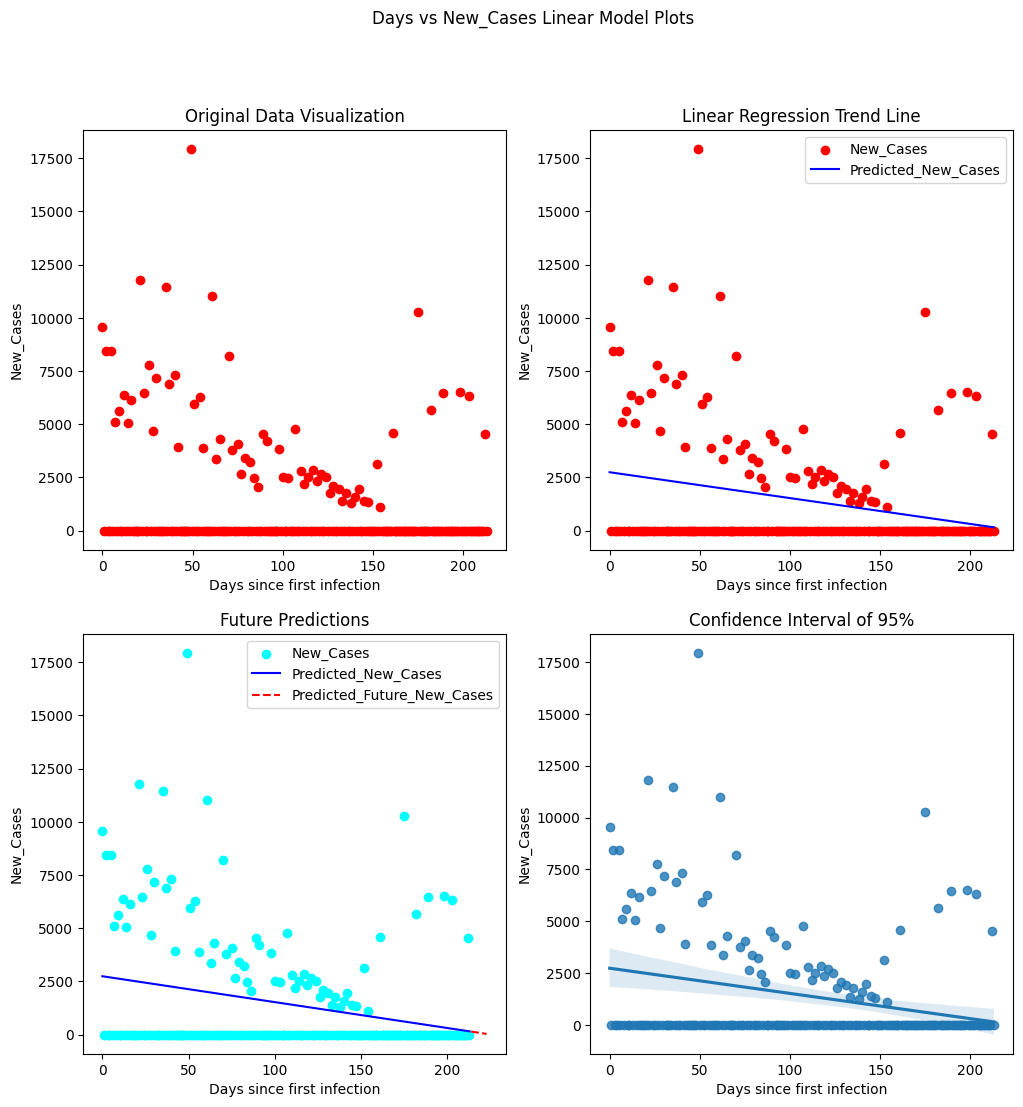 Days vs New_Cases Linear Model Plots
Original Data Visualization
New_Cases
17500
15000
12500
10000
7500
5000
2500
0
0 50 100 150 200
Days since first infection
Linear Regression Trend Line
New_Cases
Predicted_New_Cases
New_Cases
17500
15000
12500
10000
7500
5000
2500
0
0 50 100 150 200
Days since first infection
Future Predictions
New_Cases
Predicted_New_Cases
Predicted_Future_New_Cases
New_Cases
17500
15000
12500
10000
7500
5000
2500
0
0 50 100 150 200
Days since first infection
Confidence Interval of 95%
New_Cases
17500
15000
12500
10000
7500
5000
2500
0
0 50 100 150 200
Days since first infection